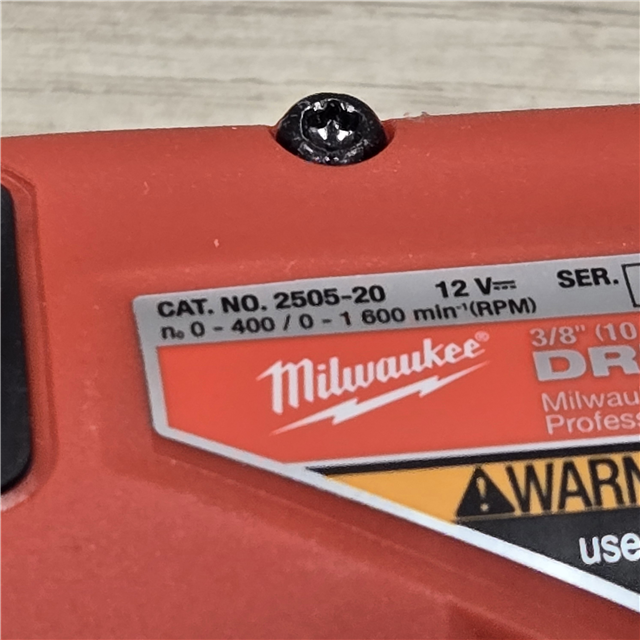 CAT. NO. 2505-20 12 V⎓ SER.
n₀ 0 - 400 / 0 - 1 600 min⁻¹(RPM)
Milwaukee®
3/8" (10
DR
Milwau
Profess
⚠WARN
use